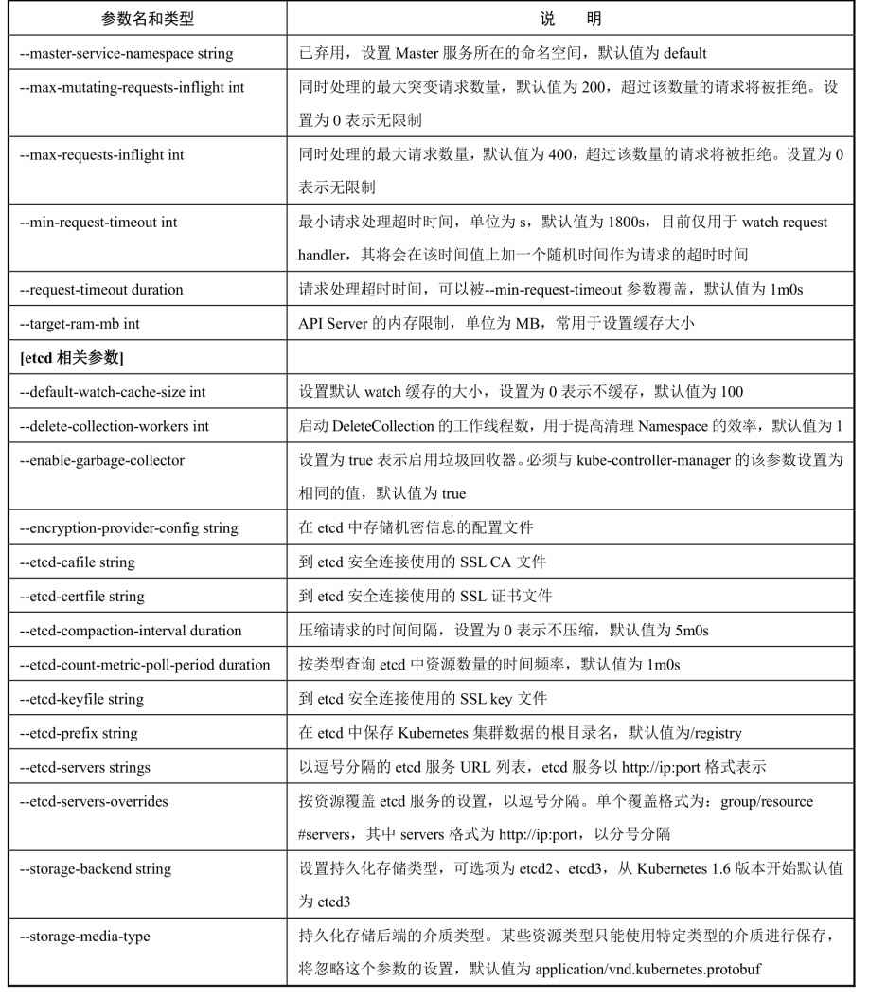 参数名和类型 说 明
--master-service-namespace string 已弃用，设置 Master 服务所在的命名空间，默认值为 default
--max-mutating-requests-inflight int 同时处理的最大突变请求数量，默认值为 200，超过该数量的请求将被拒绝。设
置为 0 表示无限制
--max-requests-inflight int 同时处理的最大请求数量，默认值为 400，超过该数量的请求将被拒绝。设置为 0
表示无限制
--min-request-timeout int 最小请求处理超时时间，单位为 s，默认值为 1800s，目前仅用于 watch request
handler，其将会在该时间值上加一个随机时间作为请求的超时时间
--request-timeout duration 请求处理超时时间，可以被--min-request-timeout 参数覆盖，默认值为 1m0s
--target-ram-mb int API Server 的内存限制，单位为 MB，常用于设置缓存大小
[etcd 相关参数]
--default-watch-cache-size int 设置默认 watch 缓存的大小，设置为 0 表示不缓存，默认值为 100
--delete-collection-workers int 启动 DeleteCollection 的工作线程数，用于提高清理 Namespace 的效率，默认值为 1
--enable-garbage-collector 设置为 true 表示启用垃圾回收器。必须与 kube-controller-manager 的该参数设置为
相同的值，默认值为 true
--encryption-provider-config string 在 etcd 中存储机密信息的配置文件
--etcd-cafile string 到 etcd 安全连接使用的 SSL CA 文件
--etcd-certfile string 到 etcd 安全连接使用的 SSL 证书文件
--etcd-compaction-interval duration 压缩请求的时间间隔，设置为 0 表示不压缩，默认值为 5m0s
--etcd-count-metric-poll-period duration 按类型查询 etcd 中资源数量的时间频率，默认值为 1m0s
--etcd-keyfile string 到 etcd 安全连接使用的 SSL key 文件
--etcd-prefix string 在 etcd 中保存 Kubernetes 集群数据的根目录名，默认值为/registry
--etcd-servers strings 以逗号分隔的 etcd 服务 URL 列表，etcd 服务以 http://ip:port 格式表示
--etcd-servers-overrides 按资源覆盖 etcd 服务的设置，以逗号分隔。单个覆盖格式为：group/resource
#servers，其中 servers 格式为 http://ip:port，以分号分隔
--storage-backend string 设置持久化存储类型，可选项为 etcd2、etcd3，从 Kubernetes 1.6 版本开始默认值
为 etcd3
--storage-media-type 持久化存储后端的介质类型。某些资源类型只能使用特定类型的介质进行保存，
将忽略这个参数的设置，默认值为 application/vnd.kubernetes.protobuf